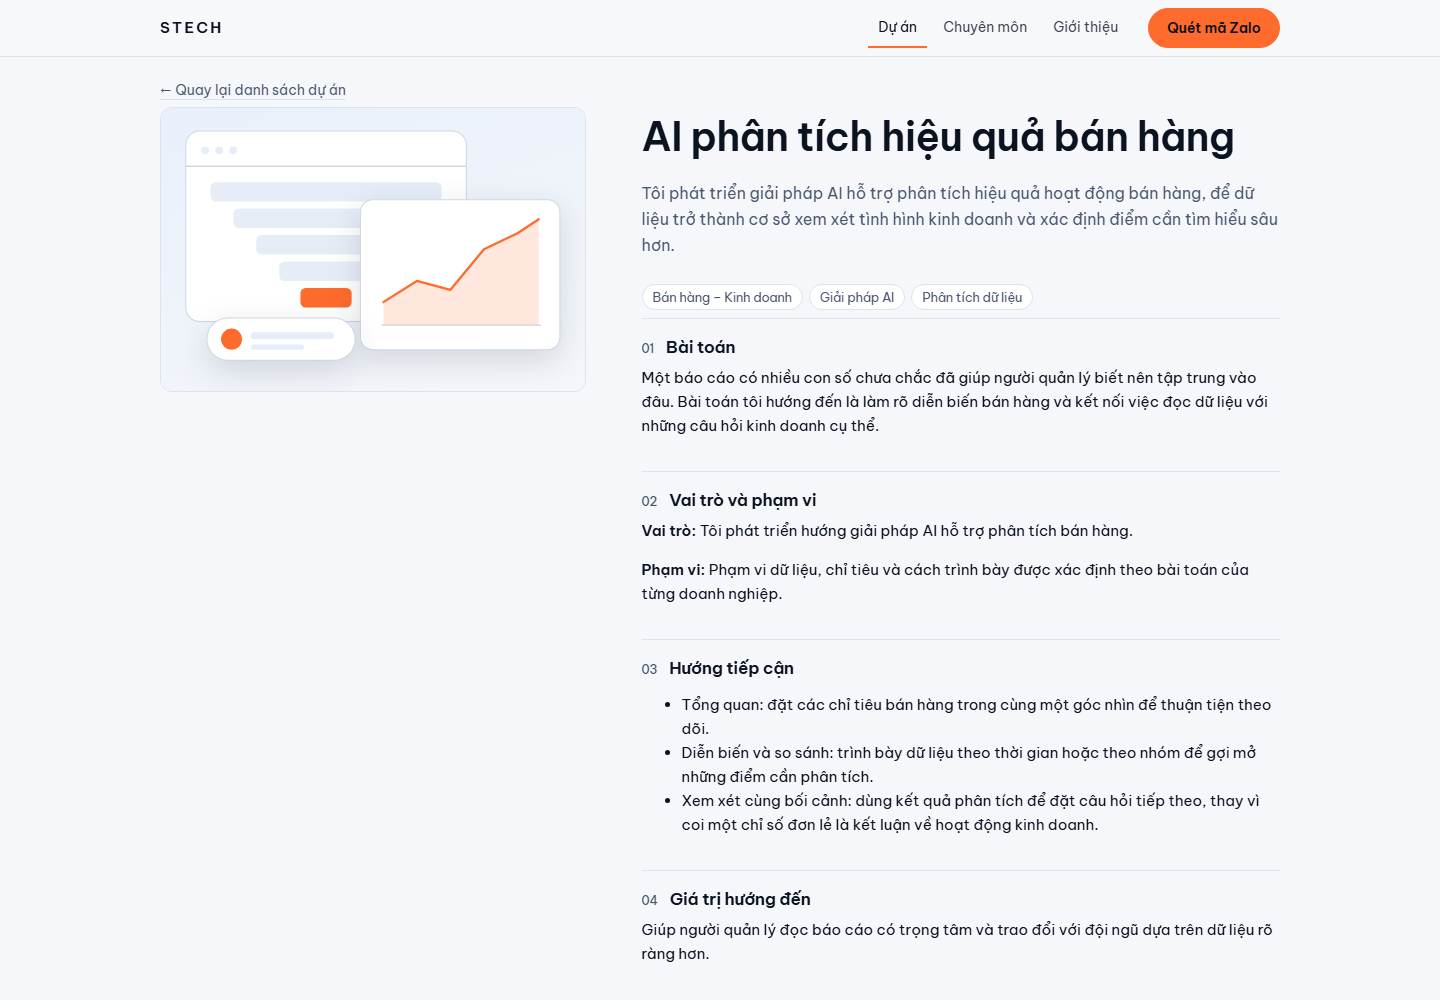 STECH
Dự án
Chuyên môn
Giới thiệu
Quét mã Zalo
← Quay lại danh sách dự án
AI phân tích hiệu quả bán hàng
Tôi phát triển giải pháp AI hỗ trợ phân tích hiệu quả hoạt động bán hàng, để dữ
liệu trở thành cơ sở xem xét tình hình kinh doanh và xác định điểm cần tìm hiểu sâu
hơn.
Bán hàng – Kinh doanh
Giải pháp AI
Phân tích dữ liệu
01 Bài toán
Một báo cáo có nhiều con số chưa chắc đã giúp người quản lý biết nên tập trung vào
đâu. Bài toán tôi hướng đến là làm rõ diễn biến bán hàng và kết nối việc đọc dữ liệu với
những câu hỏi kinh doanh cụ thể.
02 Vai trò và phạm vi
Vai trò: Tôi phát triển hướng giải pháp AI hỗ trợ phân tích bán hàng.
Phạm vi: Phạm vi dữ liệu, chỉ tiêu và cách trình bày được xác định theo bài toán của
từng doanh nghiệp.
03 Hướng tiếp cận
• Tổng quan: đặt các chỉ tiêu bán hàng trong cùng một góc nhìn để thuận tiện theo
dõi.
• Diễn biến và so sánh: trình bày dữ liệu theo thời gian hoặc theo nhóm để gợi mở
những điểm cần phân tích.
• Xem xét cùng bối cảnh: dùng kết quả phân tích để đặt câu hỏi tiếp theo, thay vì
coi một chỉ số đơn lẻ là kết luận về hoạt động kinh doanh.
04 Giá trị hướng đến
Giúp người quản lý đọc báo cáo có trọng tâm và trao đổi với đội ngũ dựa trên dữ liệu rõ
ràng hơn.